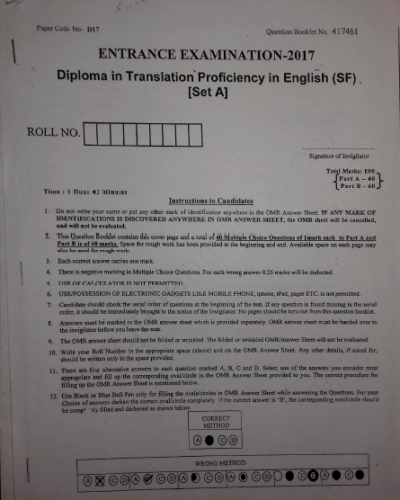 Paper Code No- D17
Question Booklet No. 417461
ENTRANCE EXAMINATION-2017
Diploma in Translation Proficiency in English (SF)
[Set A]
ROLL NO.
Signature of Invigilator
Total Marks: 100
Part A - 40
Part B - 60
Time : 1 Hour 45 Minutes
Instructions to Candidates
1. Do not write your name or put any other mark of identification anywhere in the OMR Answer Sheet. IF ANY MARK OF
IDENTIFICATION IS DISCOVERED ANYWHERE IN OMR ANSWER SHEET, the OMR sheet will be cancelled,
and will not be evaluated.
2. This Question Booklet contains this cover page and a total of 40 Multiple Choice Questions of 1mark each in Part A and
Part B is of 60 marks. Space for rough work has been provided at the beginning and end. Available space on each page may
also be used for rough work.
3. Each correct answer carries one mark.
4. There is negative marking in Multiple Choice Questions. For each wrong answer 0.25 marks will be deducted.
5. USE OF CALCULATOR IS NOT PERMITTED.
6. USE/POSSESSION OF ELECTRONIC GADGETS LIKE MOBILE PHONE, iphone, iPad, pager ETC. is not permitted.
7. Candidate should check the serial order of questions at the beginning of the test. If any question is found missing in the serial
order, it should be immediately brought to the notice of the Invigilator. No pages should be torn out from this question booklet.
8. Answers must be marked in the OMR answer sheet which is provided separately. OMR answer sheet must be handed over to
the invigilator before you leave the seat.
9. The OMR answer sheet should not be folded or wrinkled. The folded or wrinkled OMR/Answer Sheet will not be evaluated.
10. Write your Roll Number in the appropriate space (above) and on the OMR Answer Sheet. Any other details, if asked for,
should be written only in the space provided.
11. There are four alternative answers to each question marked A, B, C and D. Select one of the answers you consider most
appropriate and fill up the corresponding oval/circle in the OMR Answer Sheet provided to you. The correct procedure for
filling up the OMR Answer Sheet is mentioned below.
12. Use Black or Blue Ball Pen only for filling the ovals/circles in OMR Answer Sheet while answering the Questions. For your
Choice of answers darken the correct oval/circle completely. If the correct answer is 'B', the corresponding oval/circle should
be completely filled and darkened as shown below.
CORRECT
METHOD
A C D
WRONG METHOD